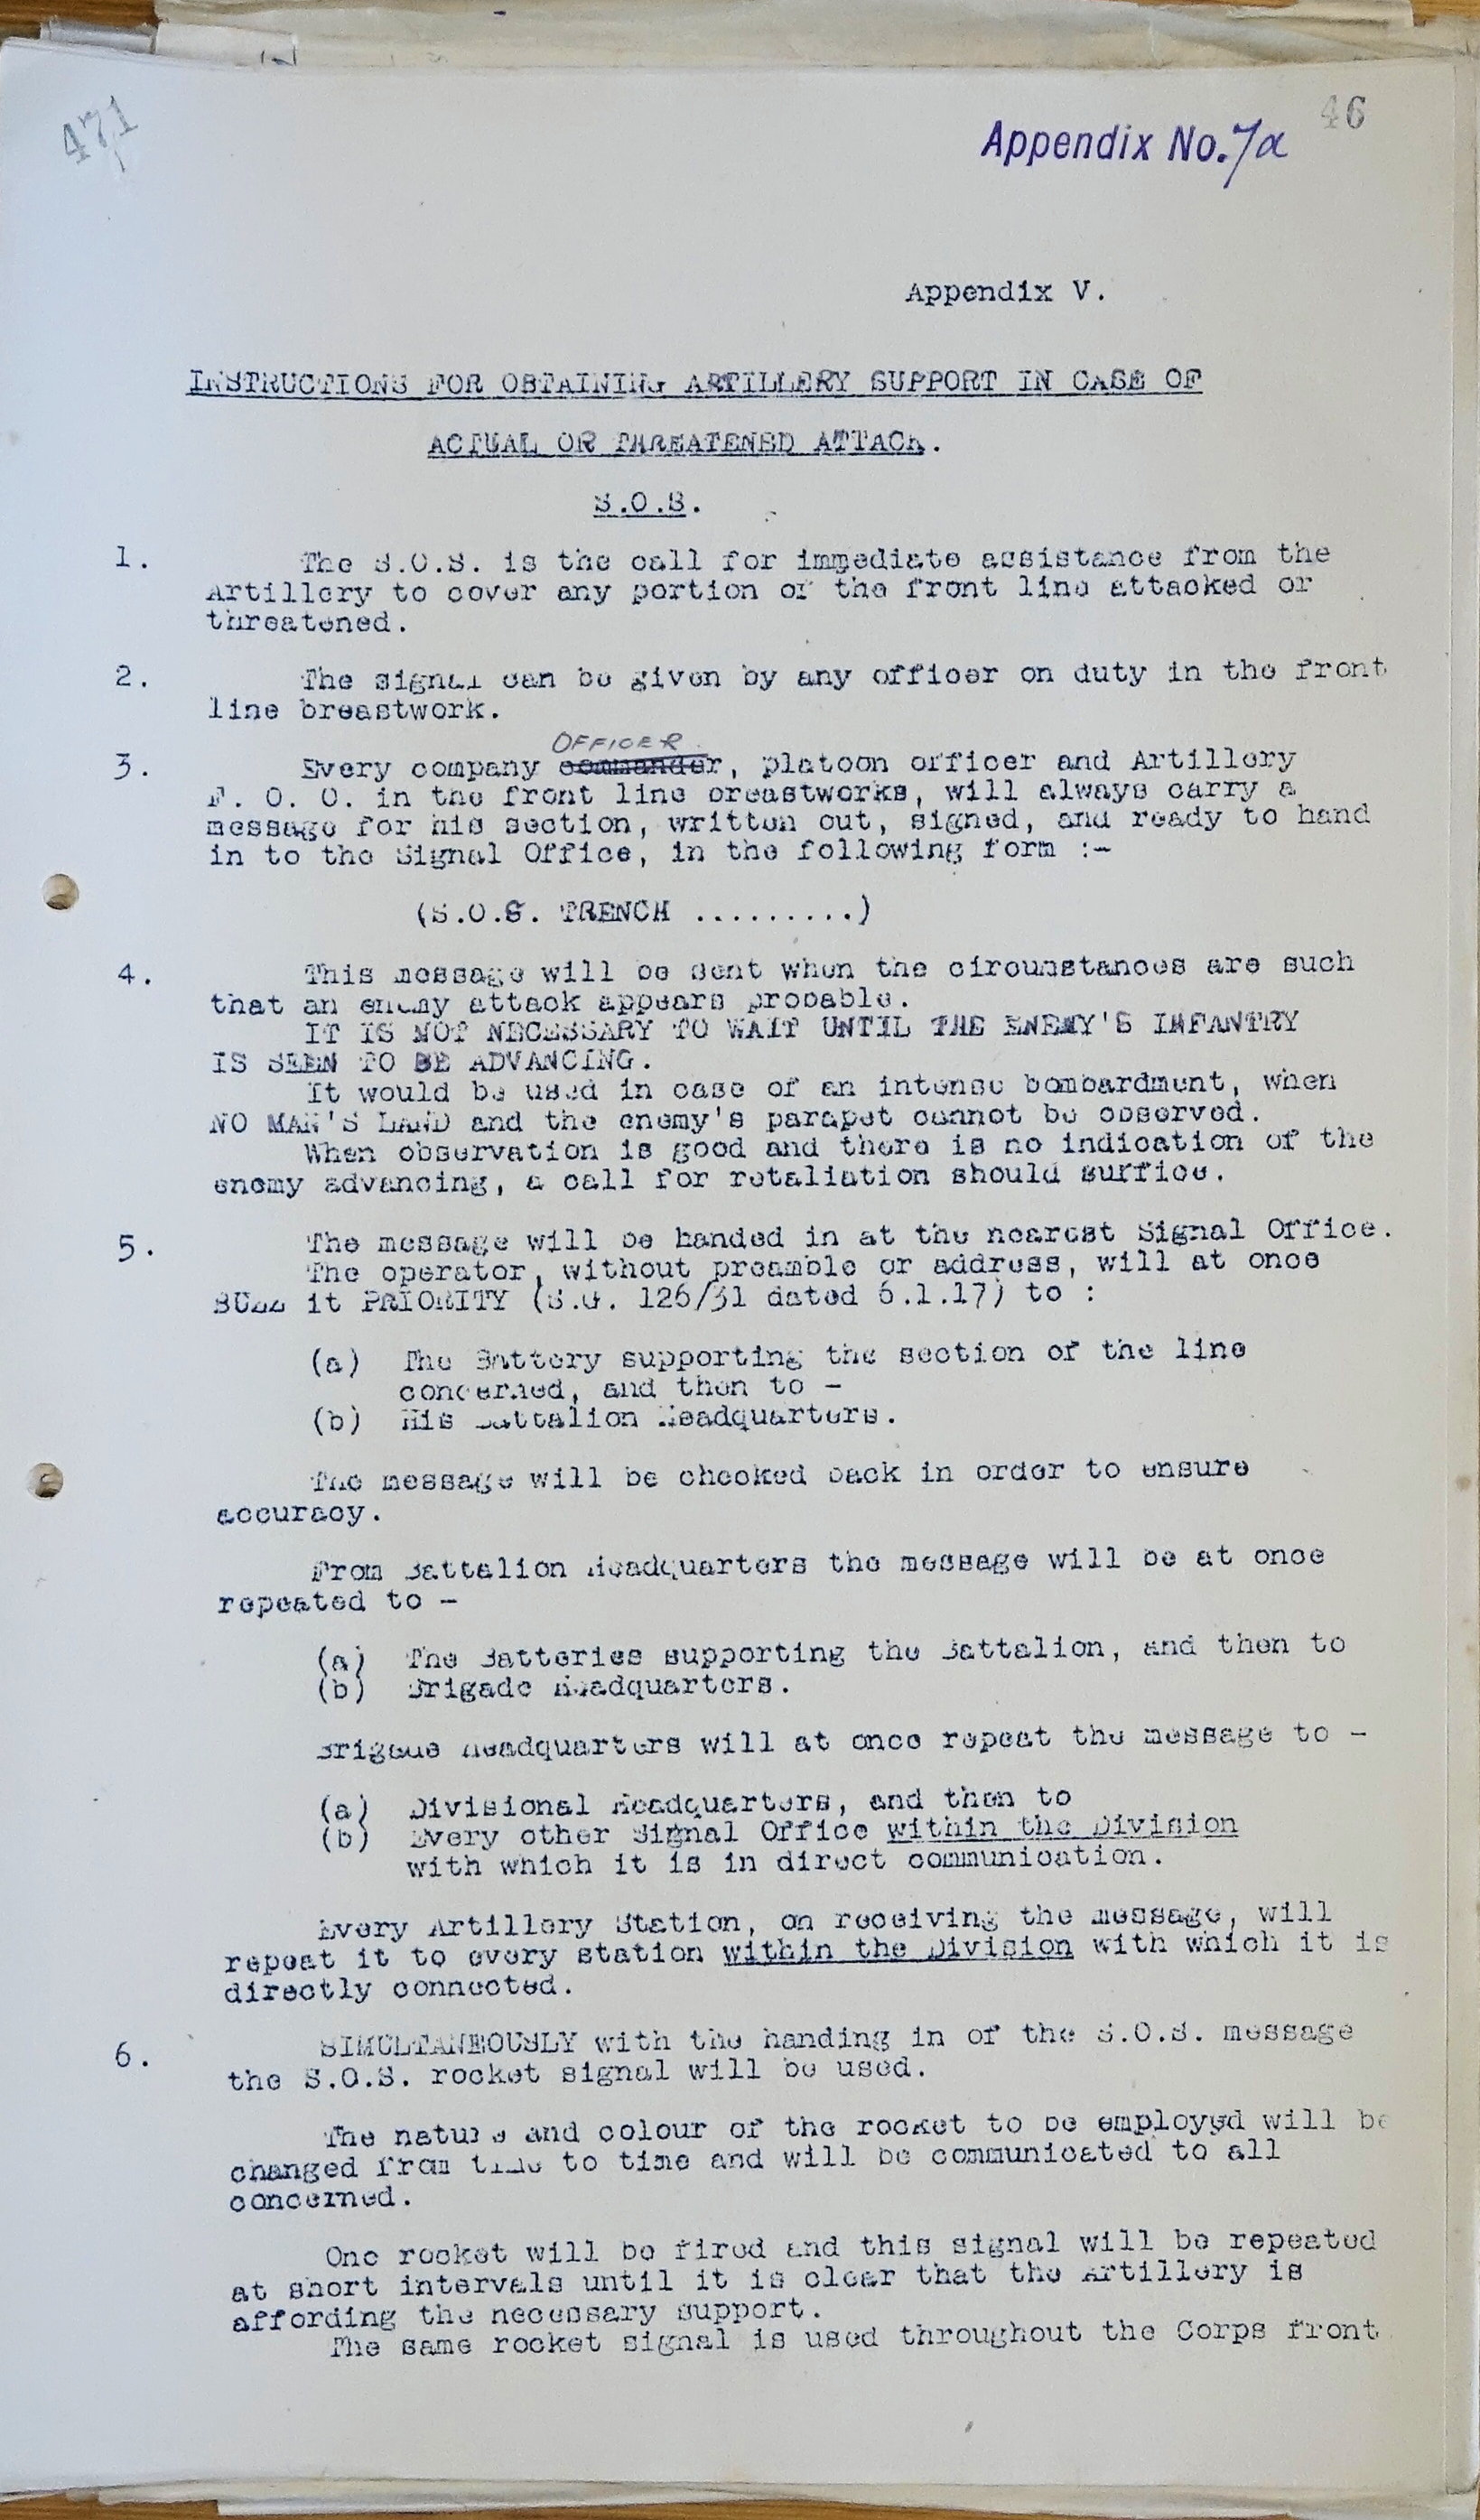 471
46
Appendix No. 7a
Appendix V.
INSTRUCTIONS FOR OBTAINING ARTILLERY SUPPORT IN CASE OF
ACTUAL OR THREATENED ATTACK.
S.O.S.
1. The S.O.S. is the call for immediate assistance from the
Artillery to cover any portion of the front line attacked or
threatened.
2. The signal can be given by any officer on duty in the front
line breastwork.
OFFICER
3. Every company commander, platoon officer and Artillery
F. O. O. in the front line breastworks, will always carry a
message for his section, written out, signed, and ready to hand
in to the Signal Office, in the following form :-
(S.O.S. TRENCH .........)
4. This message will be sent when the circumstances are such
that an enemy attack appears probable.
IT IS NOT NECESSARY TO WAIT UNTIL THE ENEMY'S INFANTRY
IS SEEN TO BE ADVANCING.
It would be used in case of an intense bombardment, when
NO MAN'S LAND and the enemy's parapet cannot be observed.
When observation is good and there is no indication of the
enemy advancing, a call for retaliation should suffice.
5. The message will be handed in at the nearest Signal Office.
The operator, without preamble or address, will at once
BUZZ it PRIORITY (S.G. 126/31 dated 6.1.17) to :
(a) The Battery supporting the section of the line
concerned, and then to -
(b) His Battalion Headquarters.
The message will be checked back in order to ensure
accuracy.
From Battalion Headquarters the message will be at once
repeated to -
(a) The Batteries supporting the Battalion, and then to
(b) Brigade Headquarters.
Brigade Headquarters will at once repeat the message to -
(a) Divisional Headquarters, and then to
(b) Every other Signal Office within the Division
with which it is in direct communication.
Every Artillery Station, on receiving the message, will
repeat it to every station within the Division with which it is
directly connected.
6. SIMULTANEOUSLY with the handing in of the S.O.S. message
the S.O.S. rocket signal will be used.
The nature and colour of the rocket to be employed will be
changed from time to time and will be communicated to all
concerned.
One rocket will be fired and this signal will be repeated
at short intervals until it is clear that the Artillery is
affording the necessary support.
The same rocket signal is used throughout the Corps front